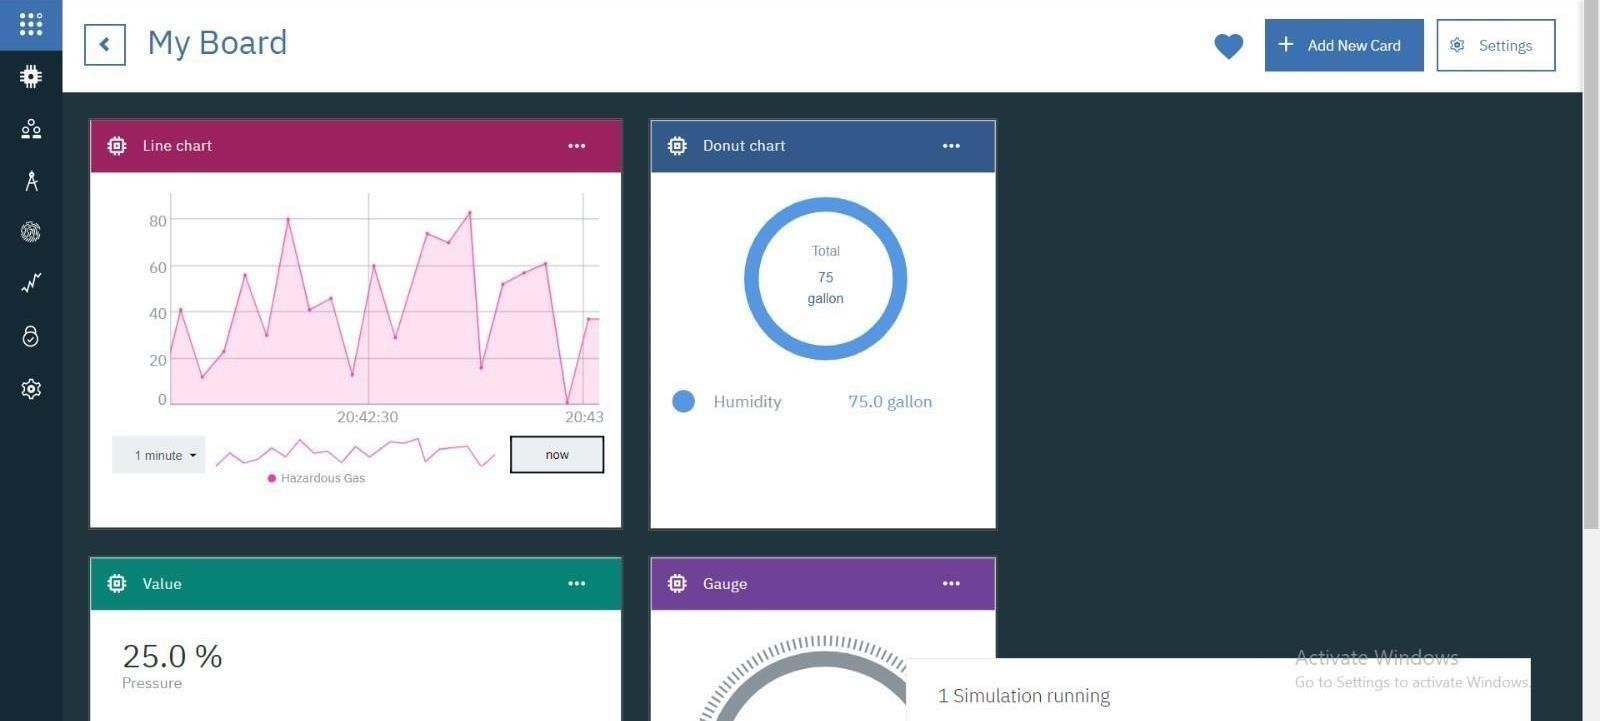 My Board
Add New Card
Settings
Line chart
80
60
40
20
0
20:42:30
20:43
1 minute
now
Hazardous Gas
Donut chart
Total
75
gallon
Humidity
75.0 gallon
Value
25.0 %
Pressure
Gauge
1 Simulation running
Activate Windows
Go to Settings to activate Windows.